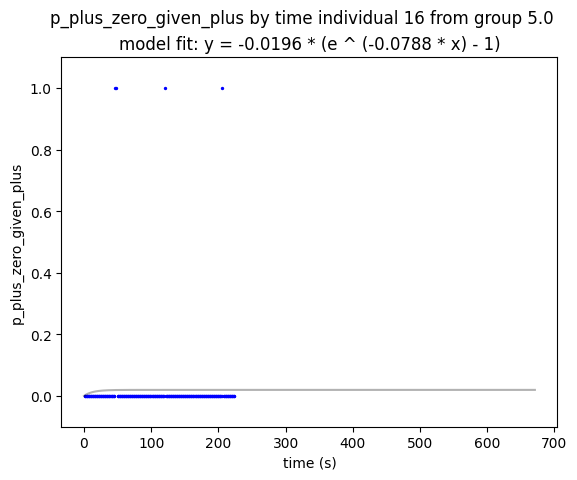 p_plus_zero_given_plus by time individual 16 from group 5.0
model fit: y = -0.0196 * (e ^ (-0.0788 * x) - 1)
1.0
0.8
0.6
0.4
0.2
0.0
p_plus_zero_given_plus
0 100 200 300 400 500 600 700
time (s)